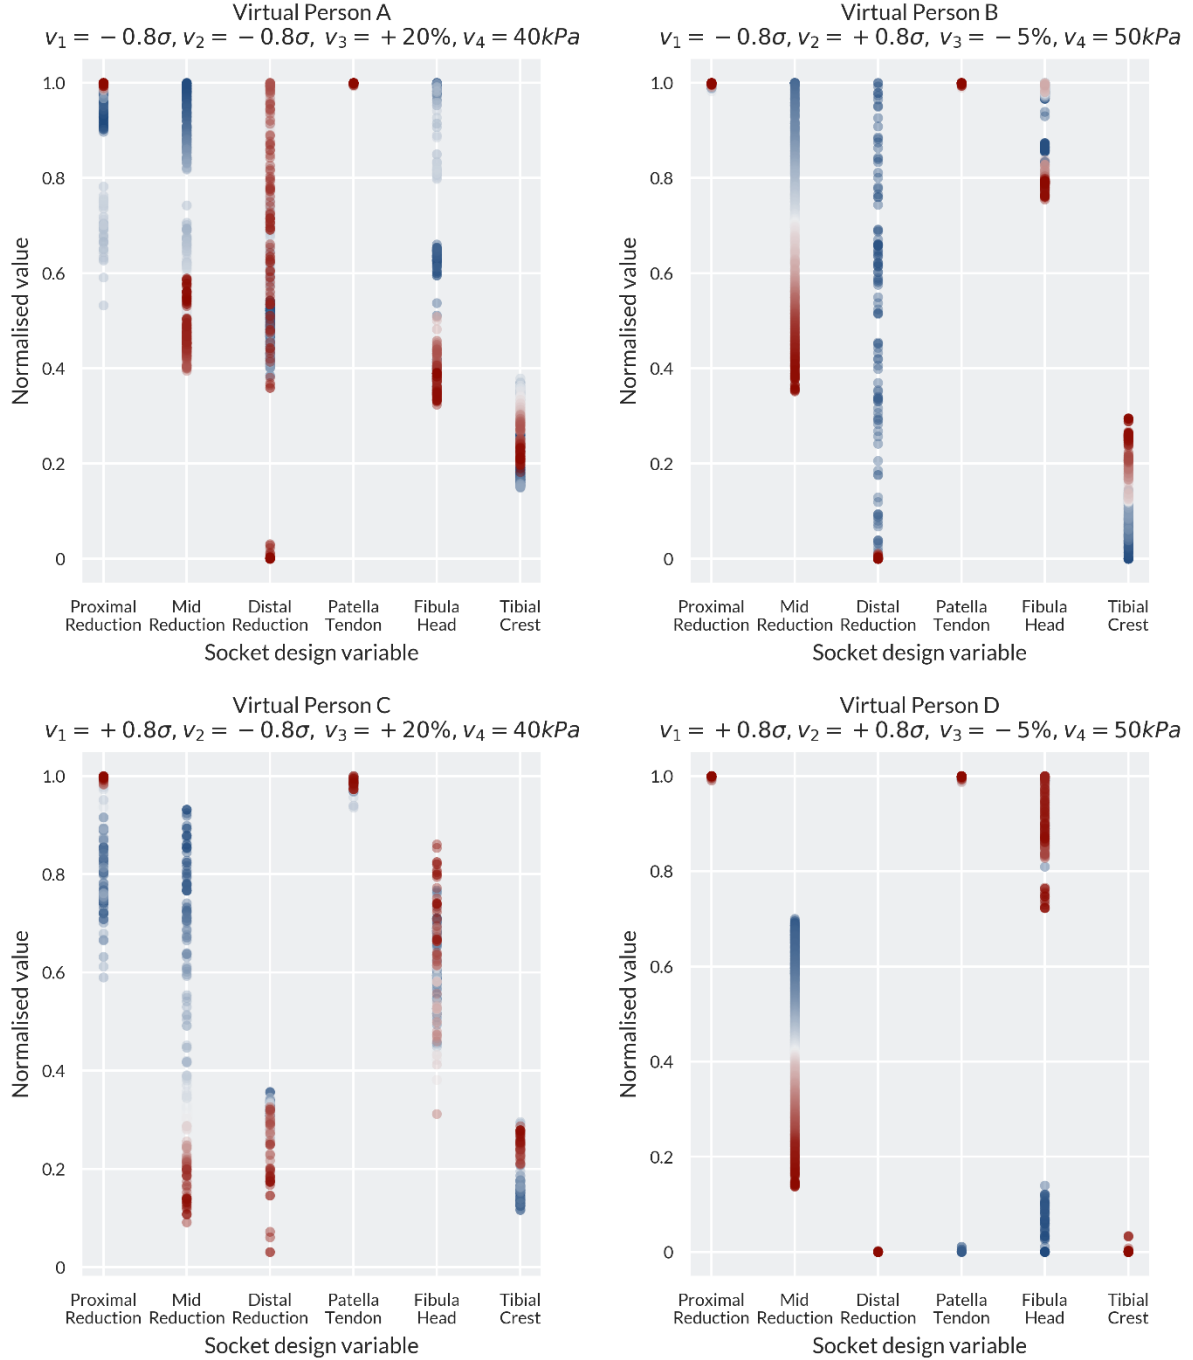 Virtual Person A
v₁ = − 0.8σ, v₂ = − 0.8σ, v₃ = + 20%, v₄ = 40kPa
1.0
0.8
0.6
0.4
0.2
0
Normalised value
Proximal Reduction
Mid Reduction
Distal Reduction
Patella Tendon
Fibula Head
Tibial Crest
Socket design variable
Virtual Person B
v₁ = − 0.8σ, v₂ = + 0.8σ, v₃ = − 5%, v₄ = 50kPa
1.0
0.8
0.6
0.4
0.2
0
Normalised value
Proximal Reduction
Mid Reduction
Distal Reduction
Patella Tendon
Fibula Head
Tibial Crest
Socket design variable
Virtual Person C
v₁ = + 0.8σ, v₂ = − 0.8σ, v₃ = + 20%, v₄ = 40kPa
1.0
0.8
0.6
0.4
0.2
0
Normalised value
Proximal Reduction
Mid Reduction
Distal Reduction
Patella Tendon
Fibula Head
Tibial Crest
Socket design variable
Virtual Person D
v₁ = + 0.8σ, v₂ = + 0.8σ, v₃ = − 5%, v₄ = 50kPa
1.0
0.8
0.6
0.4
0.2
0
Normalised value
Proximal Reduction
Mid Reduction
Distal Reduction
Patella Tendon
Fibula Head
Tibial Crest
Socket design variable